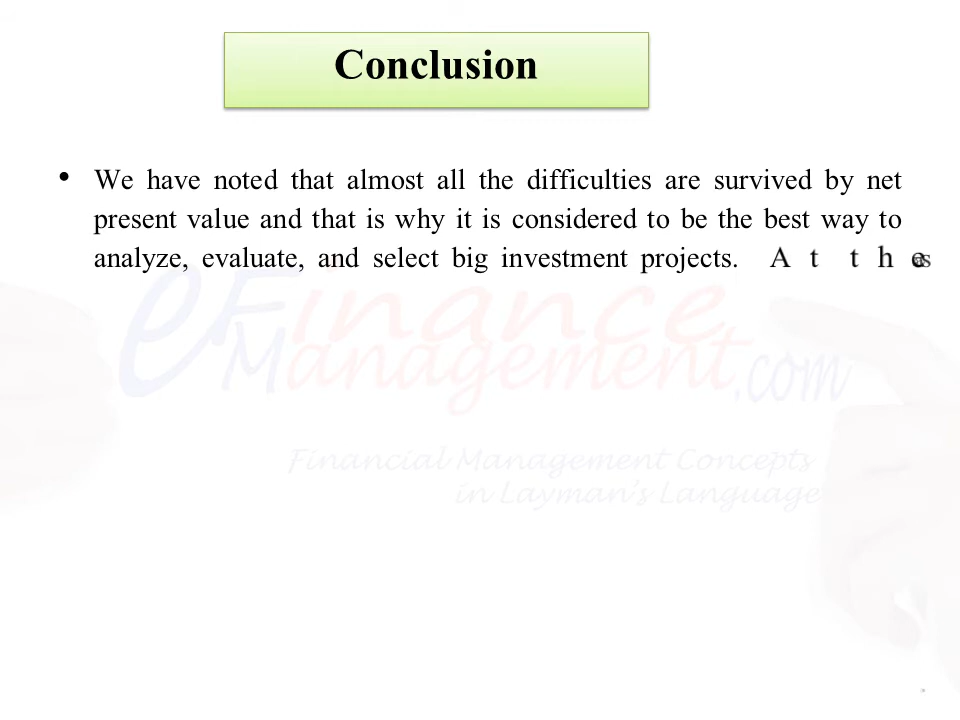 Conclusion
• We have noted that almost all the difficulties are survived by net
present value and that is why it is considered to be the best way to
analyze, evaluate, and select big investment projects. At the
eFinance
Management.com
Financial Management Concepts
in Layman's Language